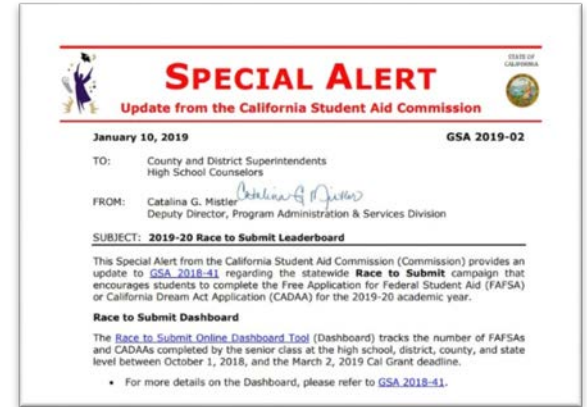 STATE OF
CALIFORNIA
SPECIAL ALERT
Update from the California Student Aid Commission
January 10, 2019 GSA 2019-02
TO: County and District Superintendents
High School Counselors
Catalina G Mistler
FROM: Catalina G. Mistler
Deputy Director, Program Administration & Services Division
SUBJECT: 2019-20 Race to Submit Leaderboard
This Special Alert from the California Student Aid Commission (Commission) provides an
update to GSA 2018-41 regarding the statewide Race to Submit campaign that
encourages students to complete the Free Application for Federal Student Aid (FAFSA)
or California Dream Act Application (CADAA) for the 2019-20 academic year.
Race to Submit Dashboard
The Race to Submit Online Dashboard Tool (Dashboard) tracks the number of FAFSAs
and CADAAs completed by the senior class at the high school, district, county, and state
level between October 1, 2018, and the March 2, 2019 Cal Grant deadline.
• For more details on the Dashboard, please refer to GSA 2018-41.